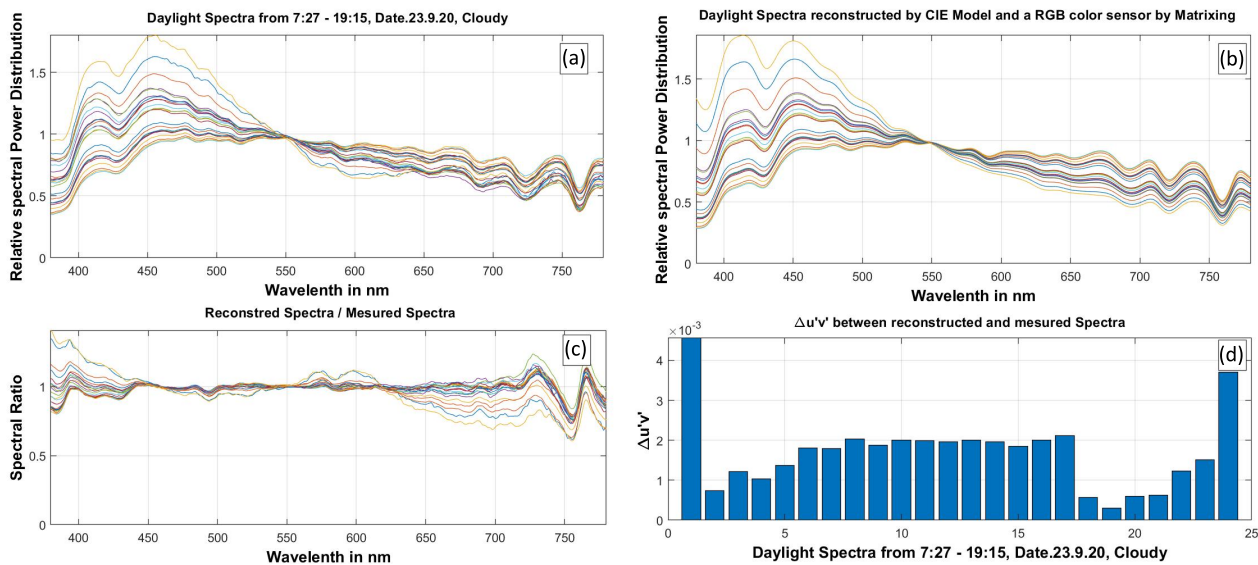 Daylight Spectra from 7:27 - 19:15, Date.23.9.20, Cloudy
(a)
Relative spectral Power Distribution
1.5
1
0.5
0
400 450 500 550 600 650 700 750
Wavelenth in nm
Daylight Spectra reconstructed by CIE Model and a RGB color sensor by Matrixing
(b)
Relative spectral Power Distribution
1.5
1
0.5
0
400 450 500 550 600 650 700 750
Wavelenth in nm
Reconstred Spectra / Mesured Spectra
(c)
Spectral Ratio
1
0.5
0
400 450 500 550 600 650 700 750
Wavelenth in nm
Δu'v' between reconstructed and mesured Spectra
×10⁻³
(d)
Δu'v'
4
3
2
1
0
0 5 10 15 20 25
Daylight Spectra from 7:27 - 19:15, Date.23.9.20, Cloudy